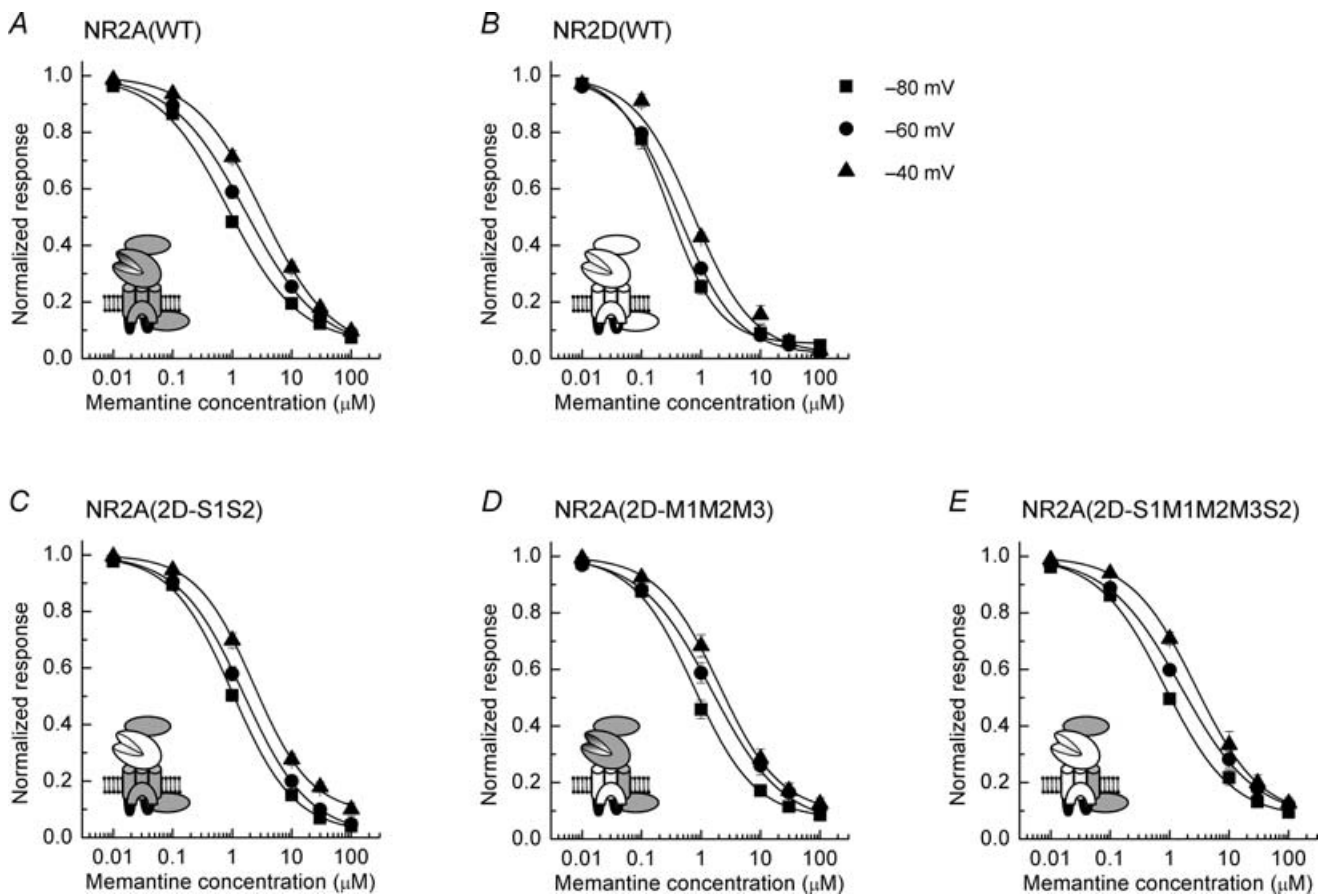 A NR2A(WT)
Normalized response
1.0
0.8
0.6
0.4
0.2
0.0
0.01 0.1 1 10 100
Memantine concentration (μM)
B NR2D(WT)
Normalized response
1.0
0.8
0.6
0.4
0.2
0.0
0.01 0.1 1 10 100
Memantine concentration (μM)
–80 mV
–60 mV
–40 mV
C NR2A(2D-S1S2)
Normalized response
1.0
0.8
0.6
0.4
0.2
0.0
0.01 0.1 1 10 100
Memantine concentration (μM)
D NR2A(2D-M1M2M3)
Normalized response
1.0
0.8
0.6
0.4
0.2
0.0
0.01 0.1 1 10 100
Memantine concentration (μM)
E NR2A(2D-S1M1M2M3S2)
Normalized response
1.0
0.8
0.6
0.4
0.2
0.0
0.01 0.1 1 10 100
Memantine concentration (μM)